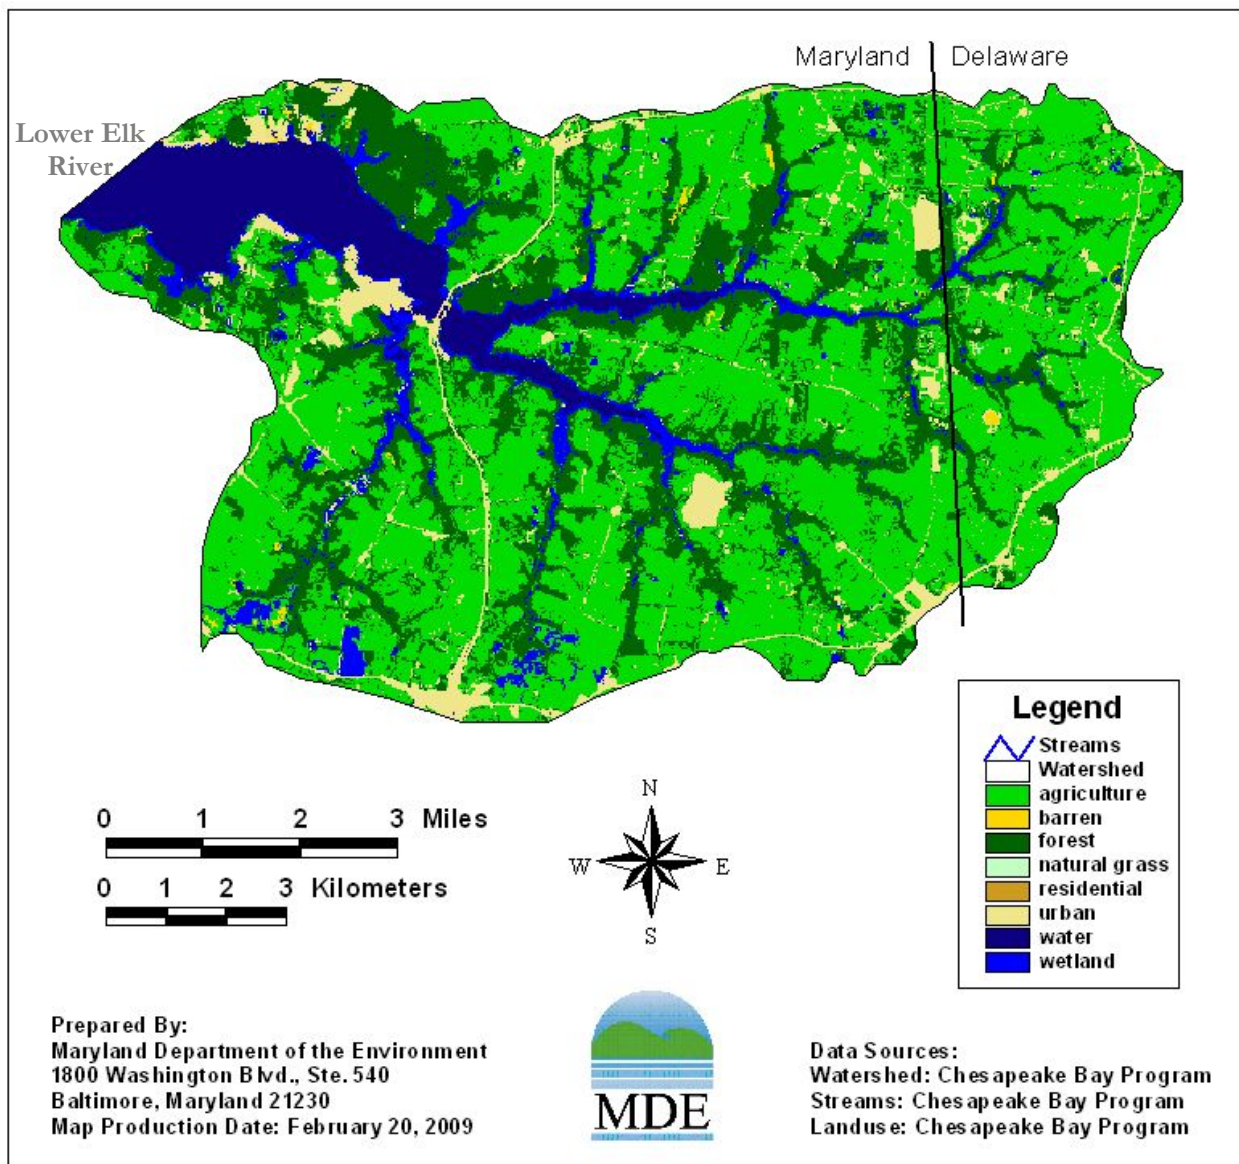 Maryland Delaware
Lower Elk
River
Legend
Streams
Watershed
agriculture
barren
forest
natural grass
residential
urban
water
wetland
0 1 2 3 Miles
0 1 2 3 Kilometers
N
W E
S
Prepared By:
Maryland Department of the Environment
1800 Washington Blvd., Ste. 540
Baltimore, Maryland 21230
Map Production Date: February 20, 2009
MDE
Data Sources:
Watershed: Chesapeake Bay Program
Streams: Chesapeake Bay Program
Landuse: Chesapeake Bay Program